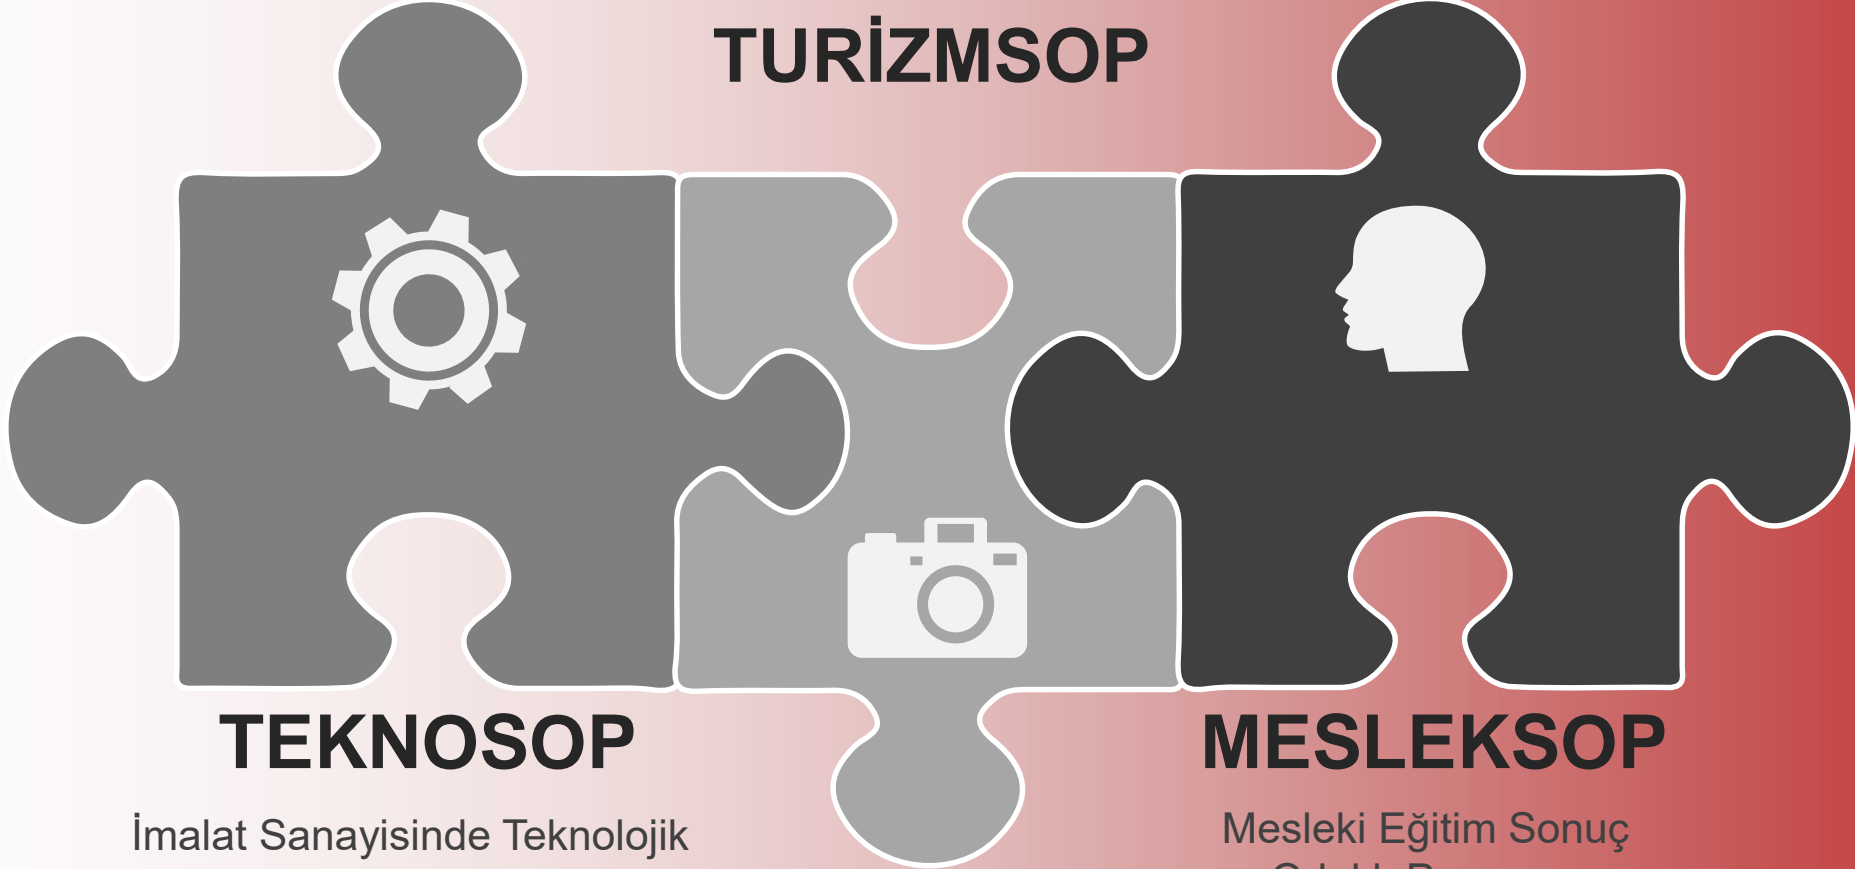 TURİZMSOP
TEKNOSOP
MESLEKSOP
İmalat Sanayisinde Teknolojik
Mesleki Eğitim Sonuç